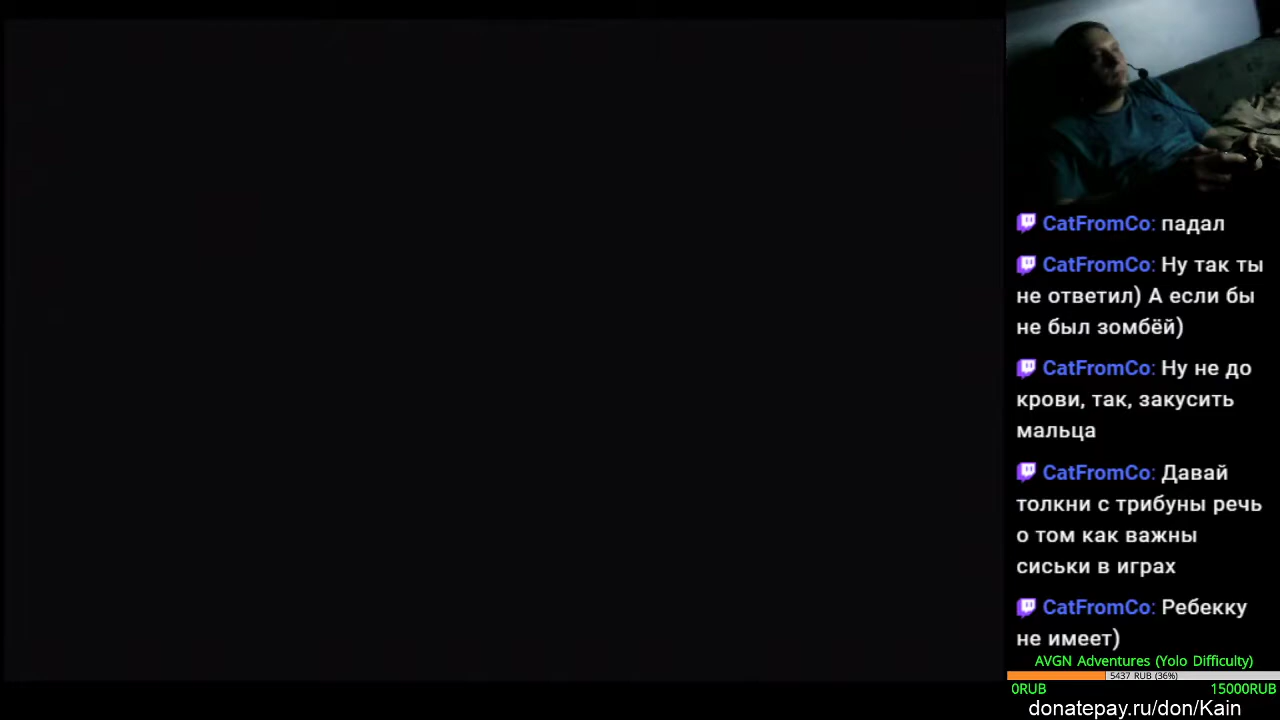 CatFromCo: падал
CatFromCo: Ну так ты
не ответил) А если бы
не был зомбёй)
CatFromCo: Ну не до
крови, так, закусить
мальца
CatFromCo: Давай
толкни с трибуны речь
о том как важны
сиськи в играх
CatFromCo: Ребекку
не имеет)
AVGN Adventures (Yolo Difficulty)
5437 RUB (36%)
0RUB 15000RUB
donatepay.ru/don/Kain